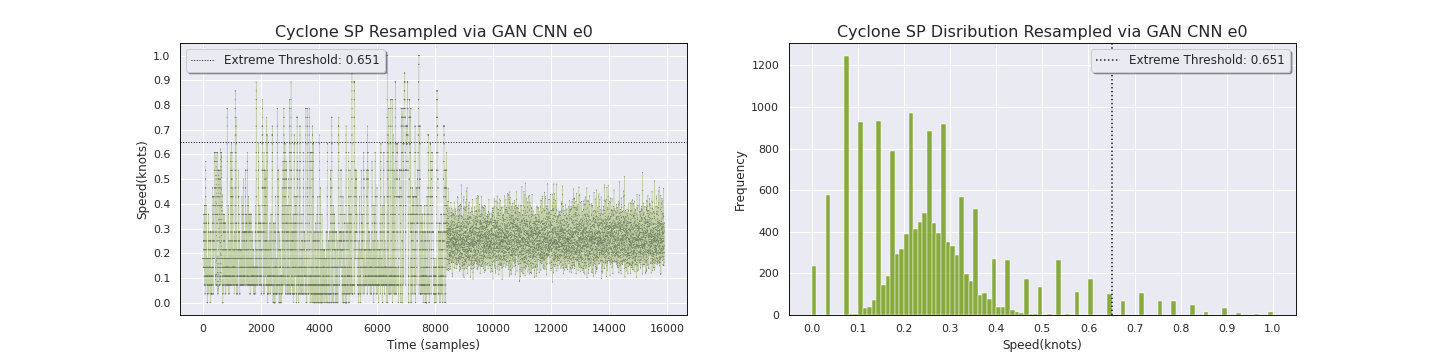 Cyclone SP Resampled via GAN CNN e0
Extreme Threshold: 0.651
1.0
0.9
0.8
0.7
0.6
0.5
0.4
0.3
0.2
0.1
0.0
Speed(knots)
0 2000 4000 6000 8000 10000 12000 14000 16000
Time (samples)
Cyclone SP Disribution Resampled via GAN CNN e0
Extreme Threshold: 0.651
1200
1000
800
600
400
200
0
Frequency
0.0 0.1 0.2 0.3 0.4 0.5 0.6 0.7 0.8 0.9 1.0
Speed(knots)